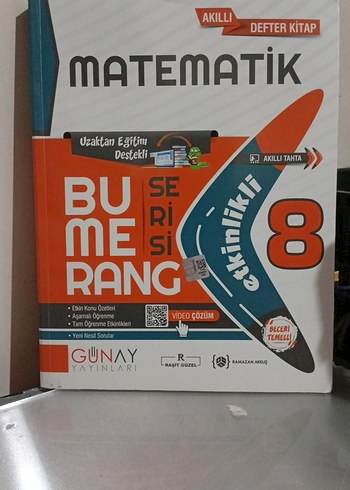 AKILLI
DEFTER KİTAP
MATEMATİK
Uzaktan Eğitim
Destekli
AKILLI TAHTA
BU
ME
RANG
SE
Rİ
Sİ
Etkinlikli
8
• Etkin Konu Özetleri
• Aşamalı Öğrenme
• Tam Öğrenme Etkinlikleri
• Yeni Nesil Sorular
VİDEO ÇÖZÜM
BECERİ
TEMELLİ
GÜNAY
YAYINLARI
R
RAŞİT GÜZEL
RAMAZAN AKKUŞ